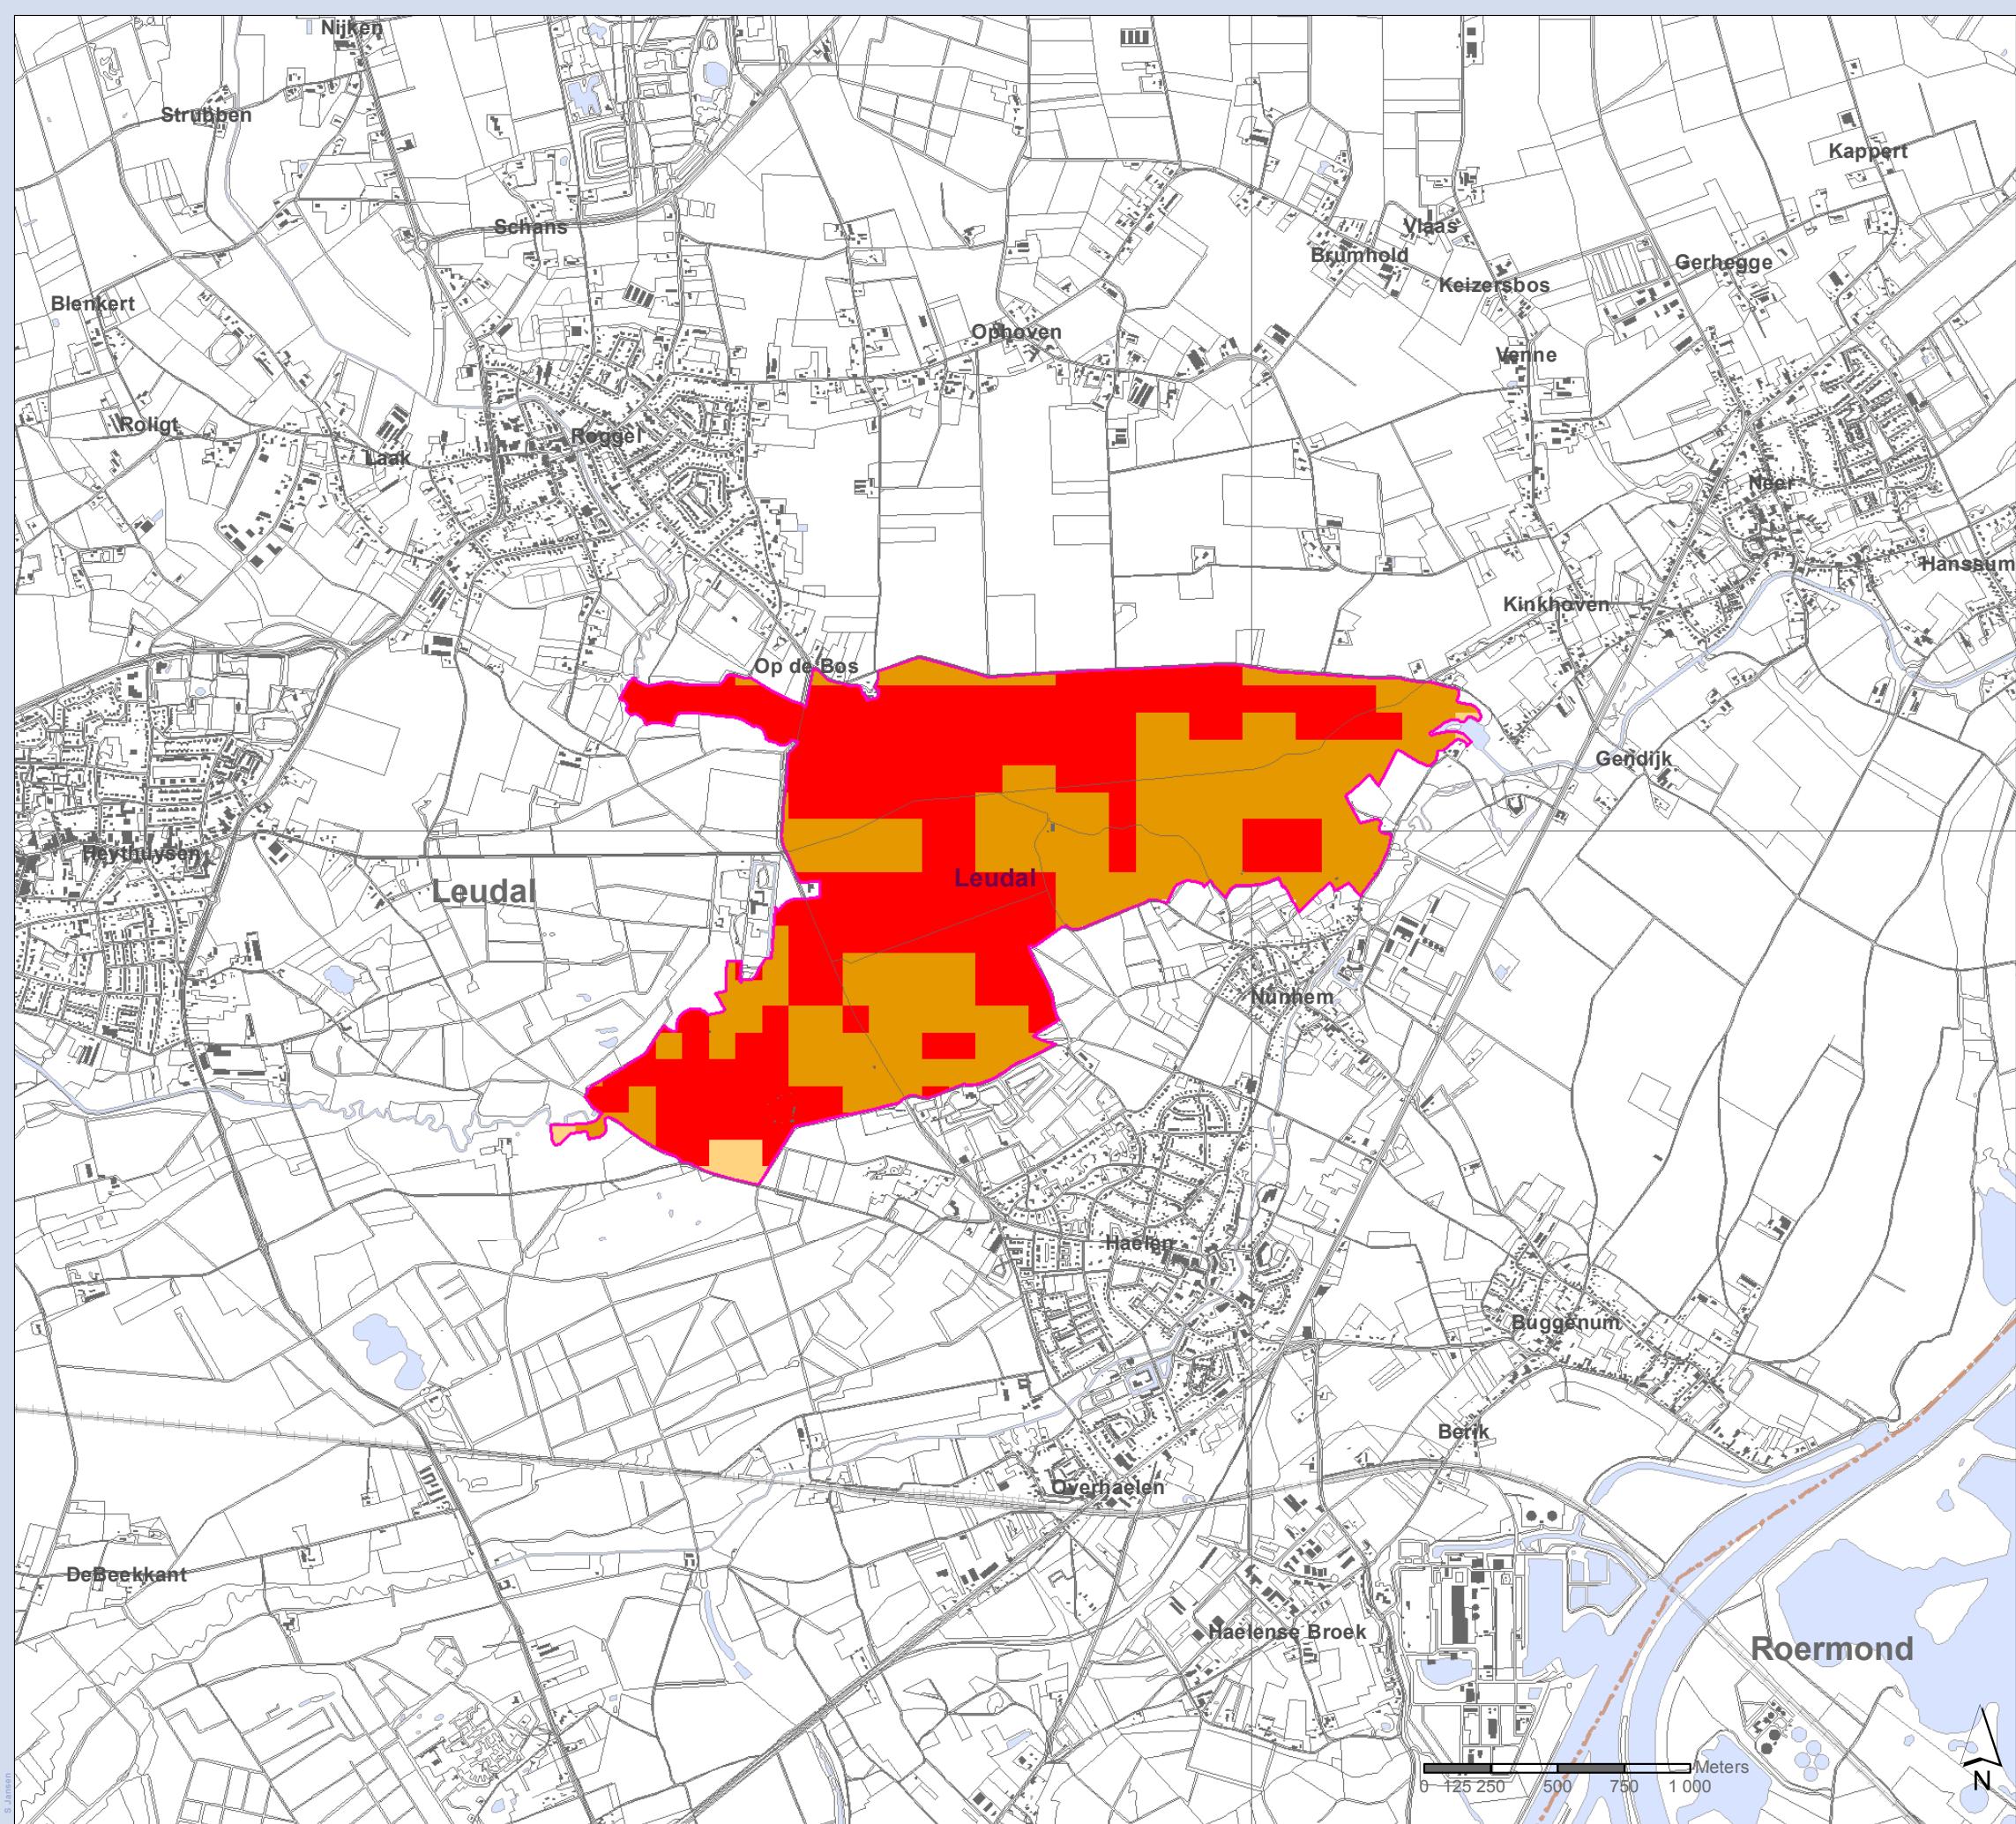 Nijken
Strubben
Kappert
Schans
Vlaas
Brumhold
Gerhegge
Keizersbos
Blenkert
Ophoven
Venne
Roligt
Roggel
Laak
Neer
Hanssum
Kinkhoven
Op de Bos
Gendijk
Heythuysen
Leudal
Leudal
Nunhem
Haelen
Buggenum
Berik
Overhaelen
DeBeekkant
Haelense Broek
Roermond
Meters
0 125 250 500 750 1 000
N
S Jansen